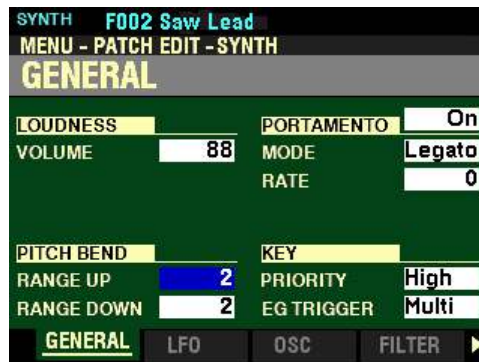 SYNTH F002 Saw Lead
MENU - PATCH EDIT - SYNTH
GENERAL
LOUDNESS
VOLUME 88
PORTAMENTO On
MODE Legato
RATE 0
PITCH BEND
RANGE UP 2
RANGE DOWN 2
KEY
PRIORITY High
EG TRIGGER Multi
GENERAL LFO OSC FILTER